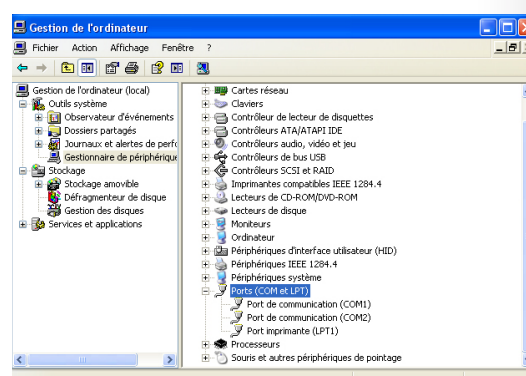 Gestion de l'ordinateur
Fichier Action Affichage Fenêtre ?
Gestion de l'ordinateur (local)
Outils système
Observateur d'événements
Dossiers partagés
Journaux et alertes de perfo
Gestionnaire de périphérique
Stockage
Stockage amovible
Défragmenteur de disque
Gestion des disques
Services et applications
Cartes réseau
Claviers
Contrôleur de lecteur de disquettes
Contrôleurs ATA/ATAPI IDE
Contrôleurs audio, vidéo et jeu
Contrôleurs de bus USB
Contrôleurs SCSI et RAID
Imprimantes compatibles IEEE 1284.4
Lecteurs de CD-ROM/DVD-ROM
Lecteurs de disque
Moniteurs
Ordinateur
Périphériques d'interface utilisateur (HID)
Périphériques IEEE 1284.4
Périphériques système
Ports (COM et LPT)
Port de communication (COM1)
Port de communication (COM2)
Port imprimante (LPT1)
Processeurs
Souris et autres périphériques de pointage